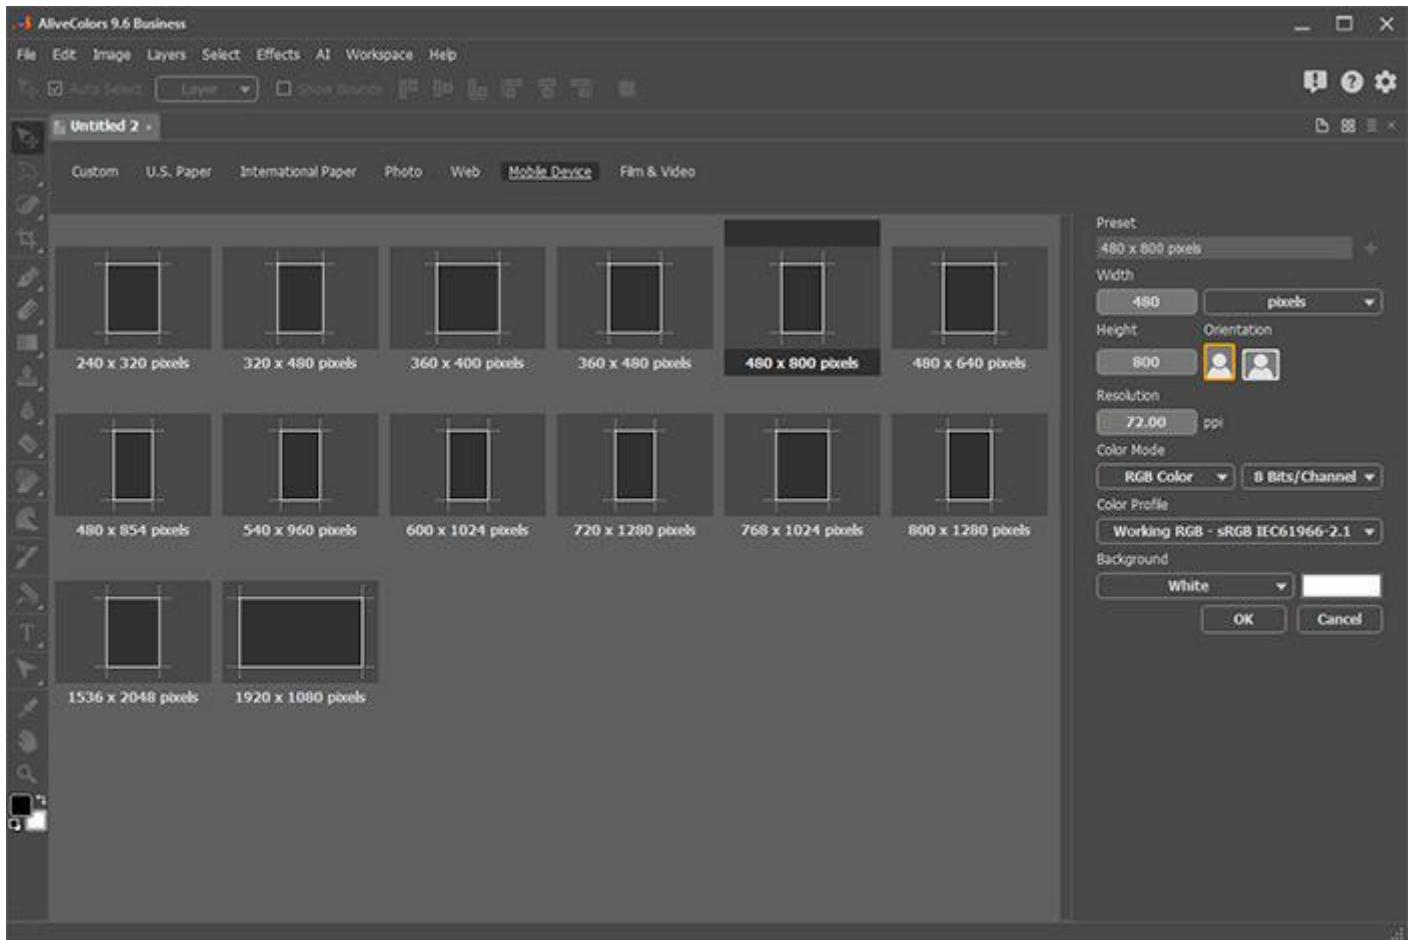 AliveColors 9.6 Business
File Edit Image Layers Select Effects AI Workspace Help
Auto Select Layer Show Bounds
Untitled 2
Custom U.S. Paper International Paper Photo Web Mobile Device Film & Video
240 x 320 pixels 320 x 480 pixels 360 x 400 pixels 360 x 480 pixels 480 x 800 pixels 480 x 640 pixels
480 x 854 pixels 540 x 960 pixels 600 x 1024 pixels 720 x 1280 pixels 768 x 1024 pixels 800 x 1280 pixels
1536 x 2048 pixels 1920 x 1080 pixels
Preset
480 x 800 pixels
Width
480 pixels
Height Orientation
800
Resolution
72.00 ppi
Color Mode
RGB Color 8 Bits/Channel
Color Profile
Working RGB - sRGB IEC61966-2.1
Background
White
OK Cancel